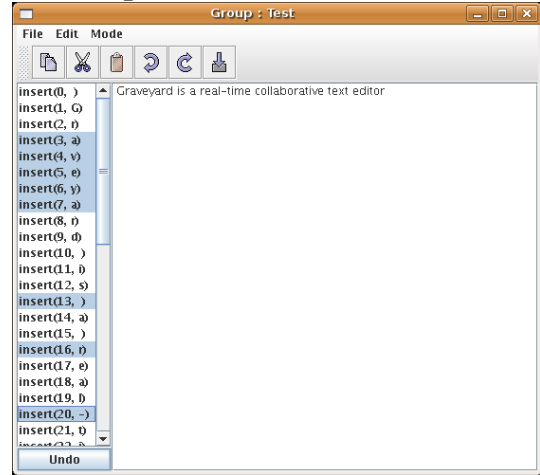 Group : Test
File Edit Mode
insert(0, )
Graveyard is a real-time collaborative text editor
insert(1, G)
insert(2, r)
insert(3, a)
insert(4, v)
insert(5, e)
insert(6, y)
insert(7, a)
insert(8, r)
insert(9, d)
insert(10, )
insert(11, i)
insert(12, s)
insert(13, )
insert(14, a)
insert(15, )
insert(16, r)
insert(17, e)
insert(18, a)
insert(19, l)
insert(20, -)
insert(21, t)
insert(22, i)
Undo